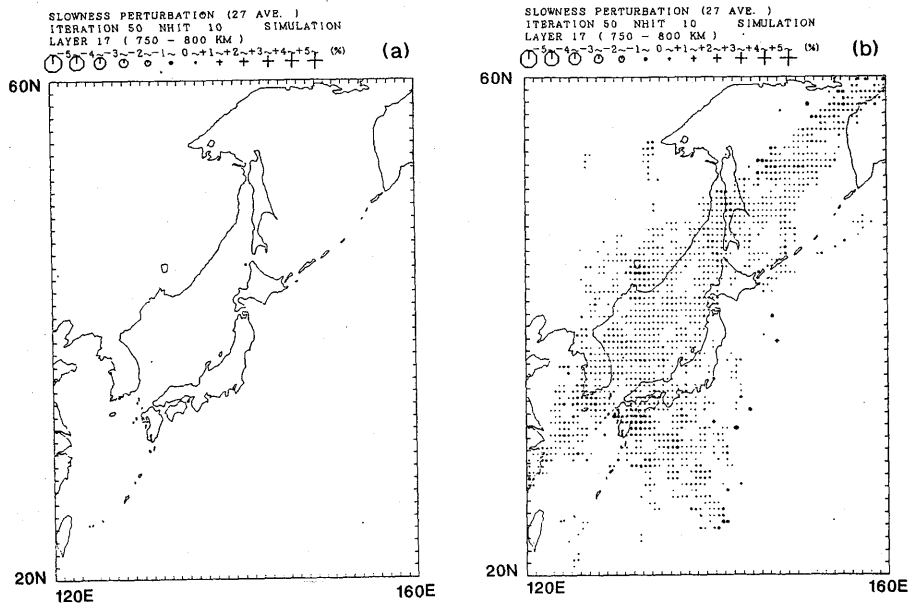 SLOWNESS PERTURBATION (27 AVE. )
ITERATION 50 NHIT 10 SIMULATION
LAYER 17 ( 750 - 800 KM)
-5~-4~-3~-2~-1~ 0~+1~+2~+3~+4~+5~ (%)
(a)
60N
20N
120E
160E
SLOWNESS PERTURBATION (27 AVE. )
ITERATION 50 NHIT 10 SIMULATION
LAYER 17 ( 750 - 800 KM)
-5~-4~-3~-2~-1~ 0~+1~+2~+3~+4~+5~ (%)
(b)
60N
20N
120E
160E